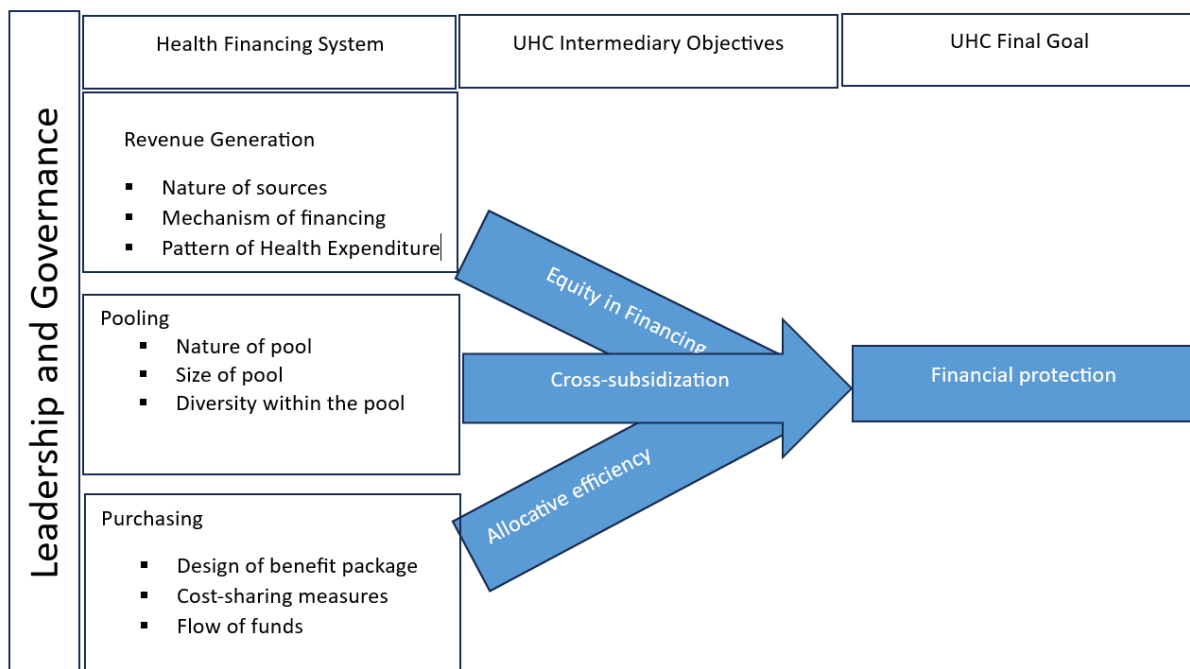 Leadership and Governance
Health Financing System
UHC Intermediary Objectives
UHC Final Goal
Revenue Generation
▪ Nature of sources
▪ Mechanism of financing
▪ Pattern of Health Expenditure
Pooling
▪ Nature of pool
▪ Size of pool
▪ Diversity within the pool
Purchasing
▪ Design of benefit package
▪ Cost-sharing measures
▪ Flow of funds
Equity in Financing
Cross-subsidization
Allocative efficiency
Financial protection